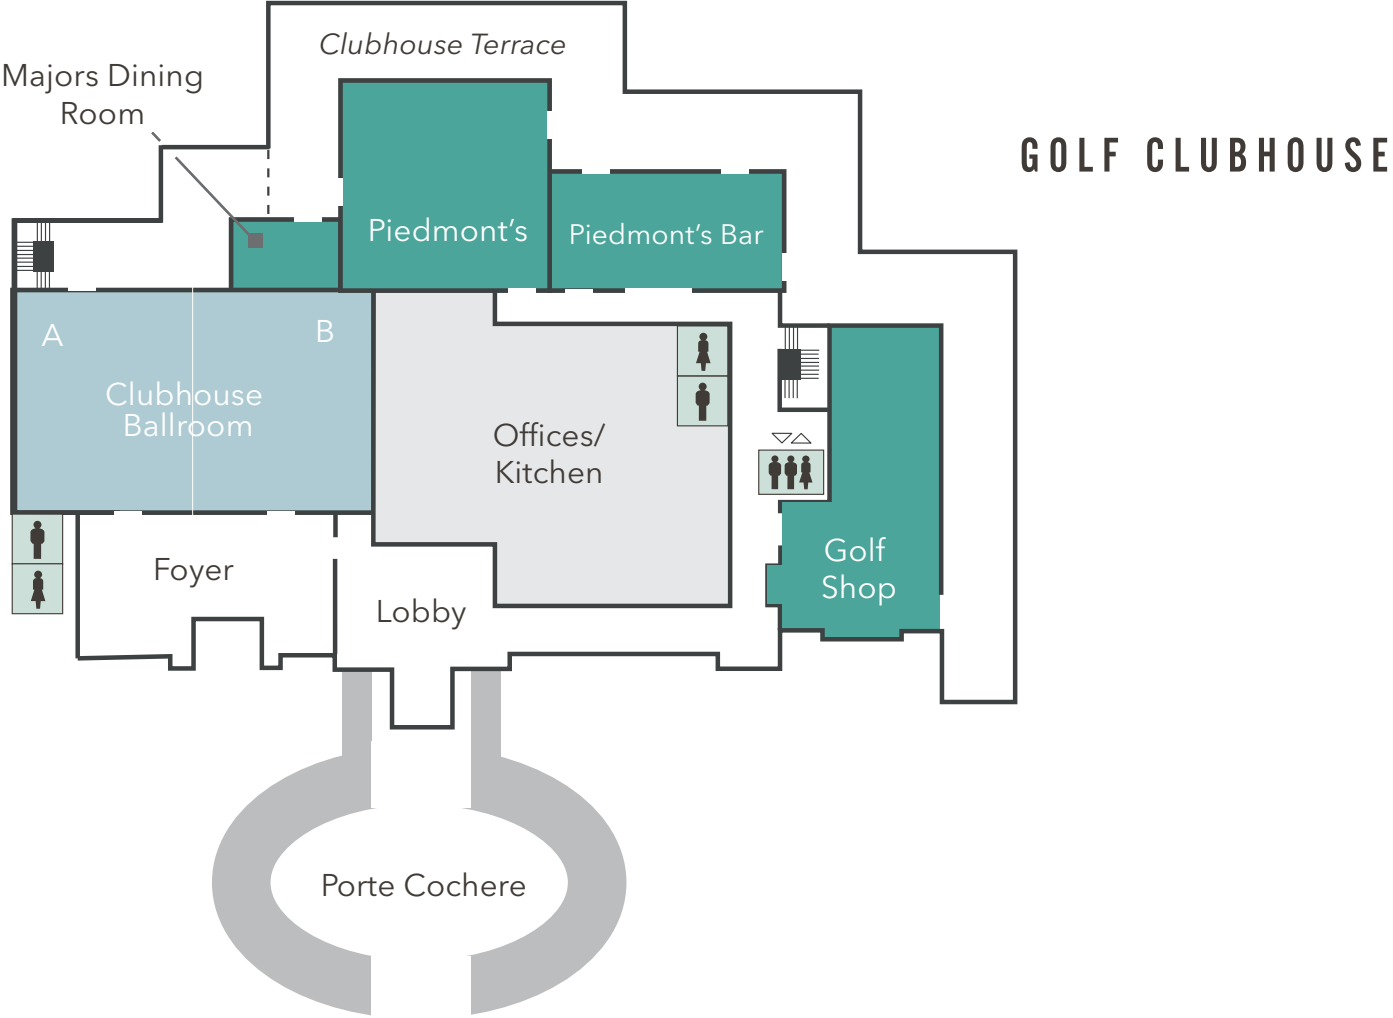 Clubhouse Terrace
Majors Dining
Room
GOLF CLUBHOUSE
Piedmont’s
Piedmont’s Bar
A
B
Clubhouse
Ballroom
Offices/
Kitchen
Foyer
Lobby
Golf
Shop
Porte Cochere